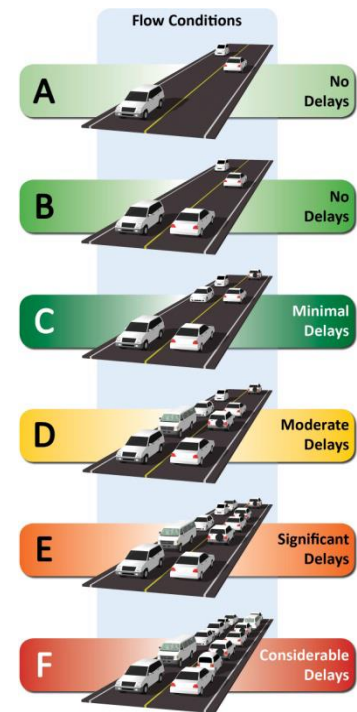 Flow Conditions
A
No
Delays
B
No
Delays
C
Minimal
Delays
D
Moderate
Delays
E
Significant
Delays
F
Considerable
Delays